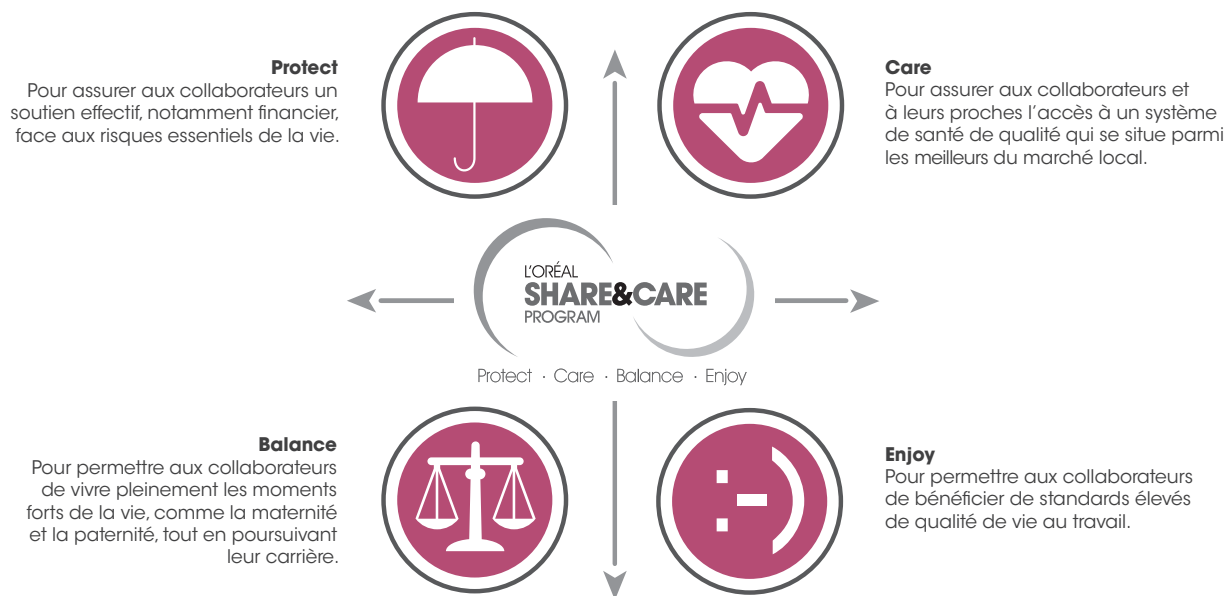 Protect
Pour assurer aux collaborateurs un
soutien effectif, notamment financier,
face aux risques essentiels de la vie.
Care
Pour assurer aux collaborateurs et
à leurs proches l’accès à un système
de santé de qualité qui se situe parmi
les meilleurs du marché local.
L’ORÉAL
SHARE&CARE
PROGRAM
Protect · Care · Balance · Enjoy
Balance
Pour permettre aux collaborateurs
de vivre pleinement les moments
forts de la vie, comme la maternité
et la paternité, tout en poursuivant
leur carrière.
Enjoy
Pour permettre aux collaborateurs
de bénéficier de standards élevés
de qualité de vie au travail.